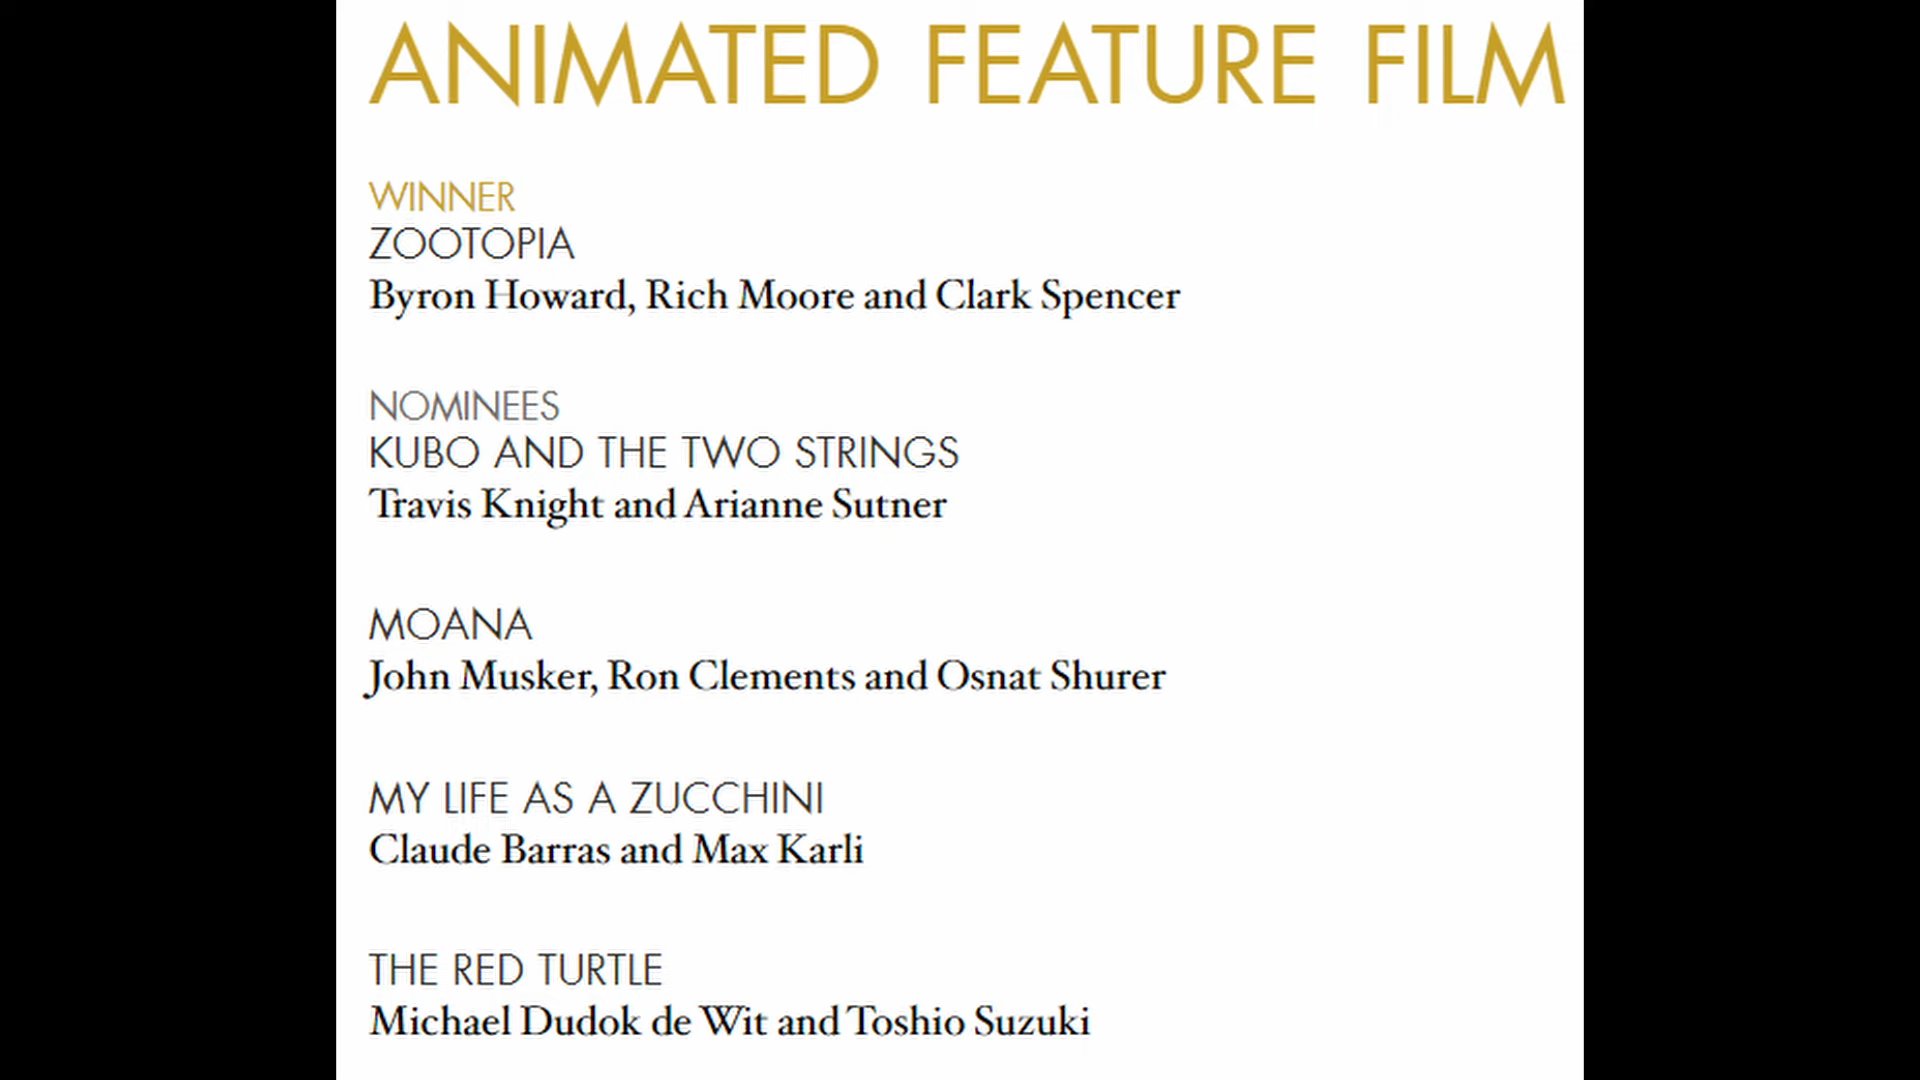 ANIMATED FEATURE FILM
WINNER
ZOOTOPIA
Byron Howard, Rich Moore and Clark Spencer
NOMINEES
KUBO AND THE TWO STRINGS
Travis Knight and Arianne Sutner
MOANA
John Musker, Ron Clements and Osnat Shurer
MY LIFE AS A ZUCCHINI
Claude Barras and Max Karli
THE RED TURTLE
Michael Dudok de Wit and Toshio Suzuki